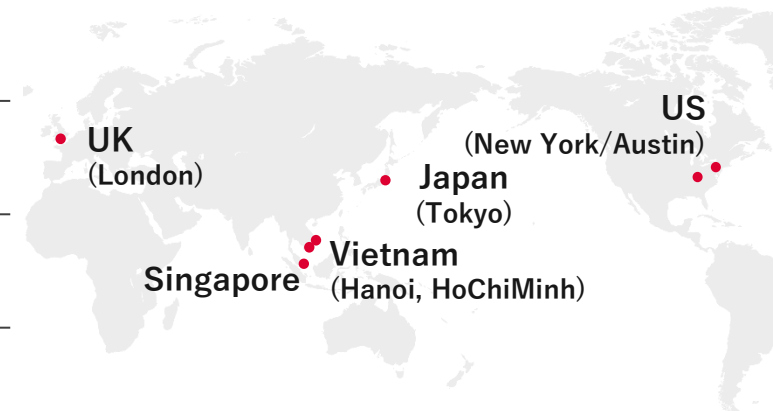 US
(New York/Austin)
UK
(London)
Japan
(Tokyo)
Vietnam
(Hanoi, HoChiMinh)
Singapore